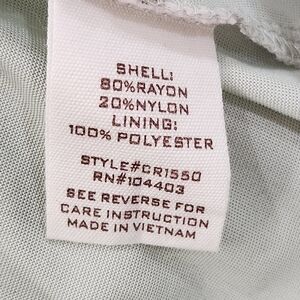 SHELL:
80%RAYON
20%NYLON
LINING:
100% POLYESTER
STYLE#CR1550
RN#104403
SEE REVERSE FOR
CARE INSTRUCTION
MADE IN VIETNAM